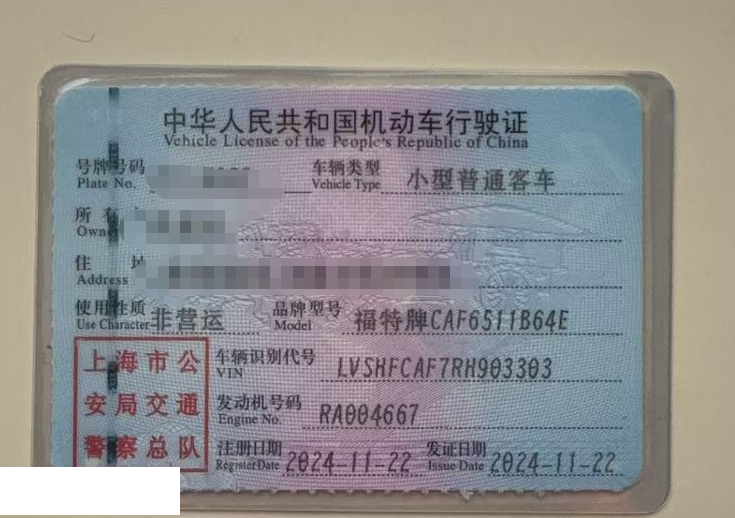 中华人民共和国机动车行驶证
Vehicle License of the People's Republic of China
号牌号码 车辆类型 小型普通客车
Plate No. Vehicle Type
所有
Owne
住 址
Address
使用性质 非营运 品牌型号 福特牌CAF6511B64E
Use Character Model
上海市公 车辆识别代号 LVSHFCAF7RH903303
VIN
安局交通 发动机号码 RA004667
Engine No.
警察总队 注册日期 2024-11-22 发证日期 2024-11-22
Register Date Issue Date